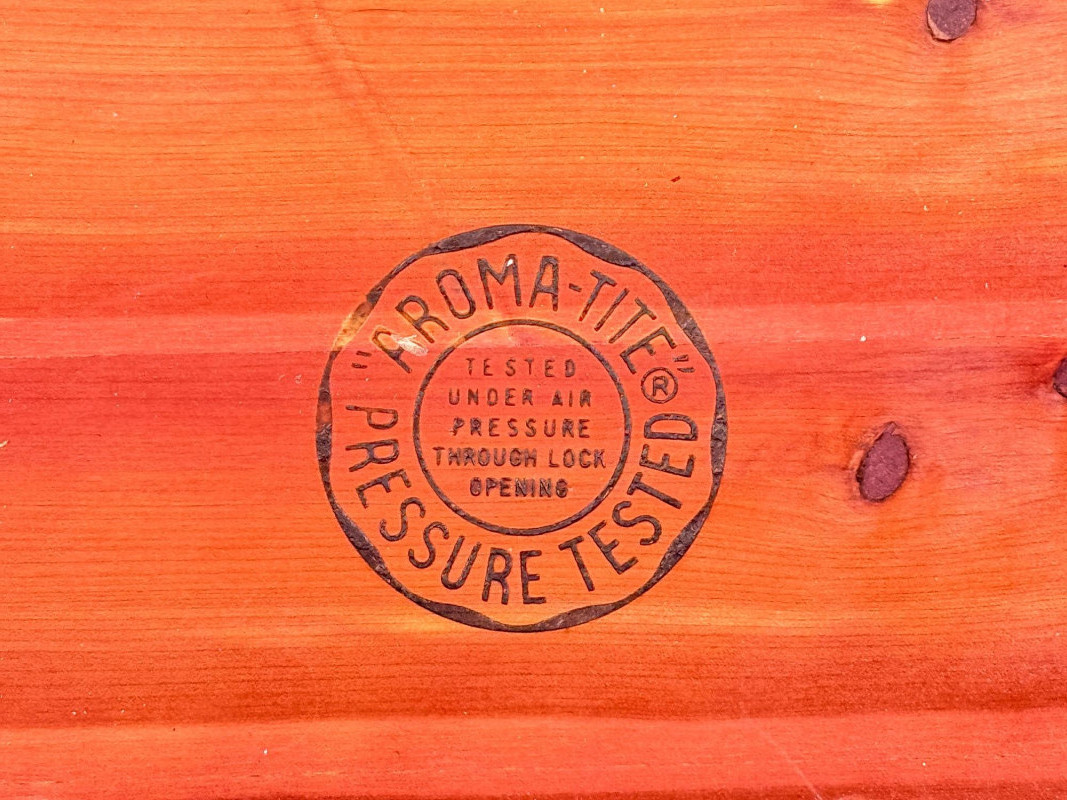 "AROMA-TITE"®
PRESSURE TESTED
TESTED
UNDER AIR
PRESSURE
THROUGH LOCK
OPENING